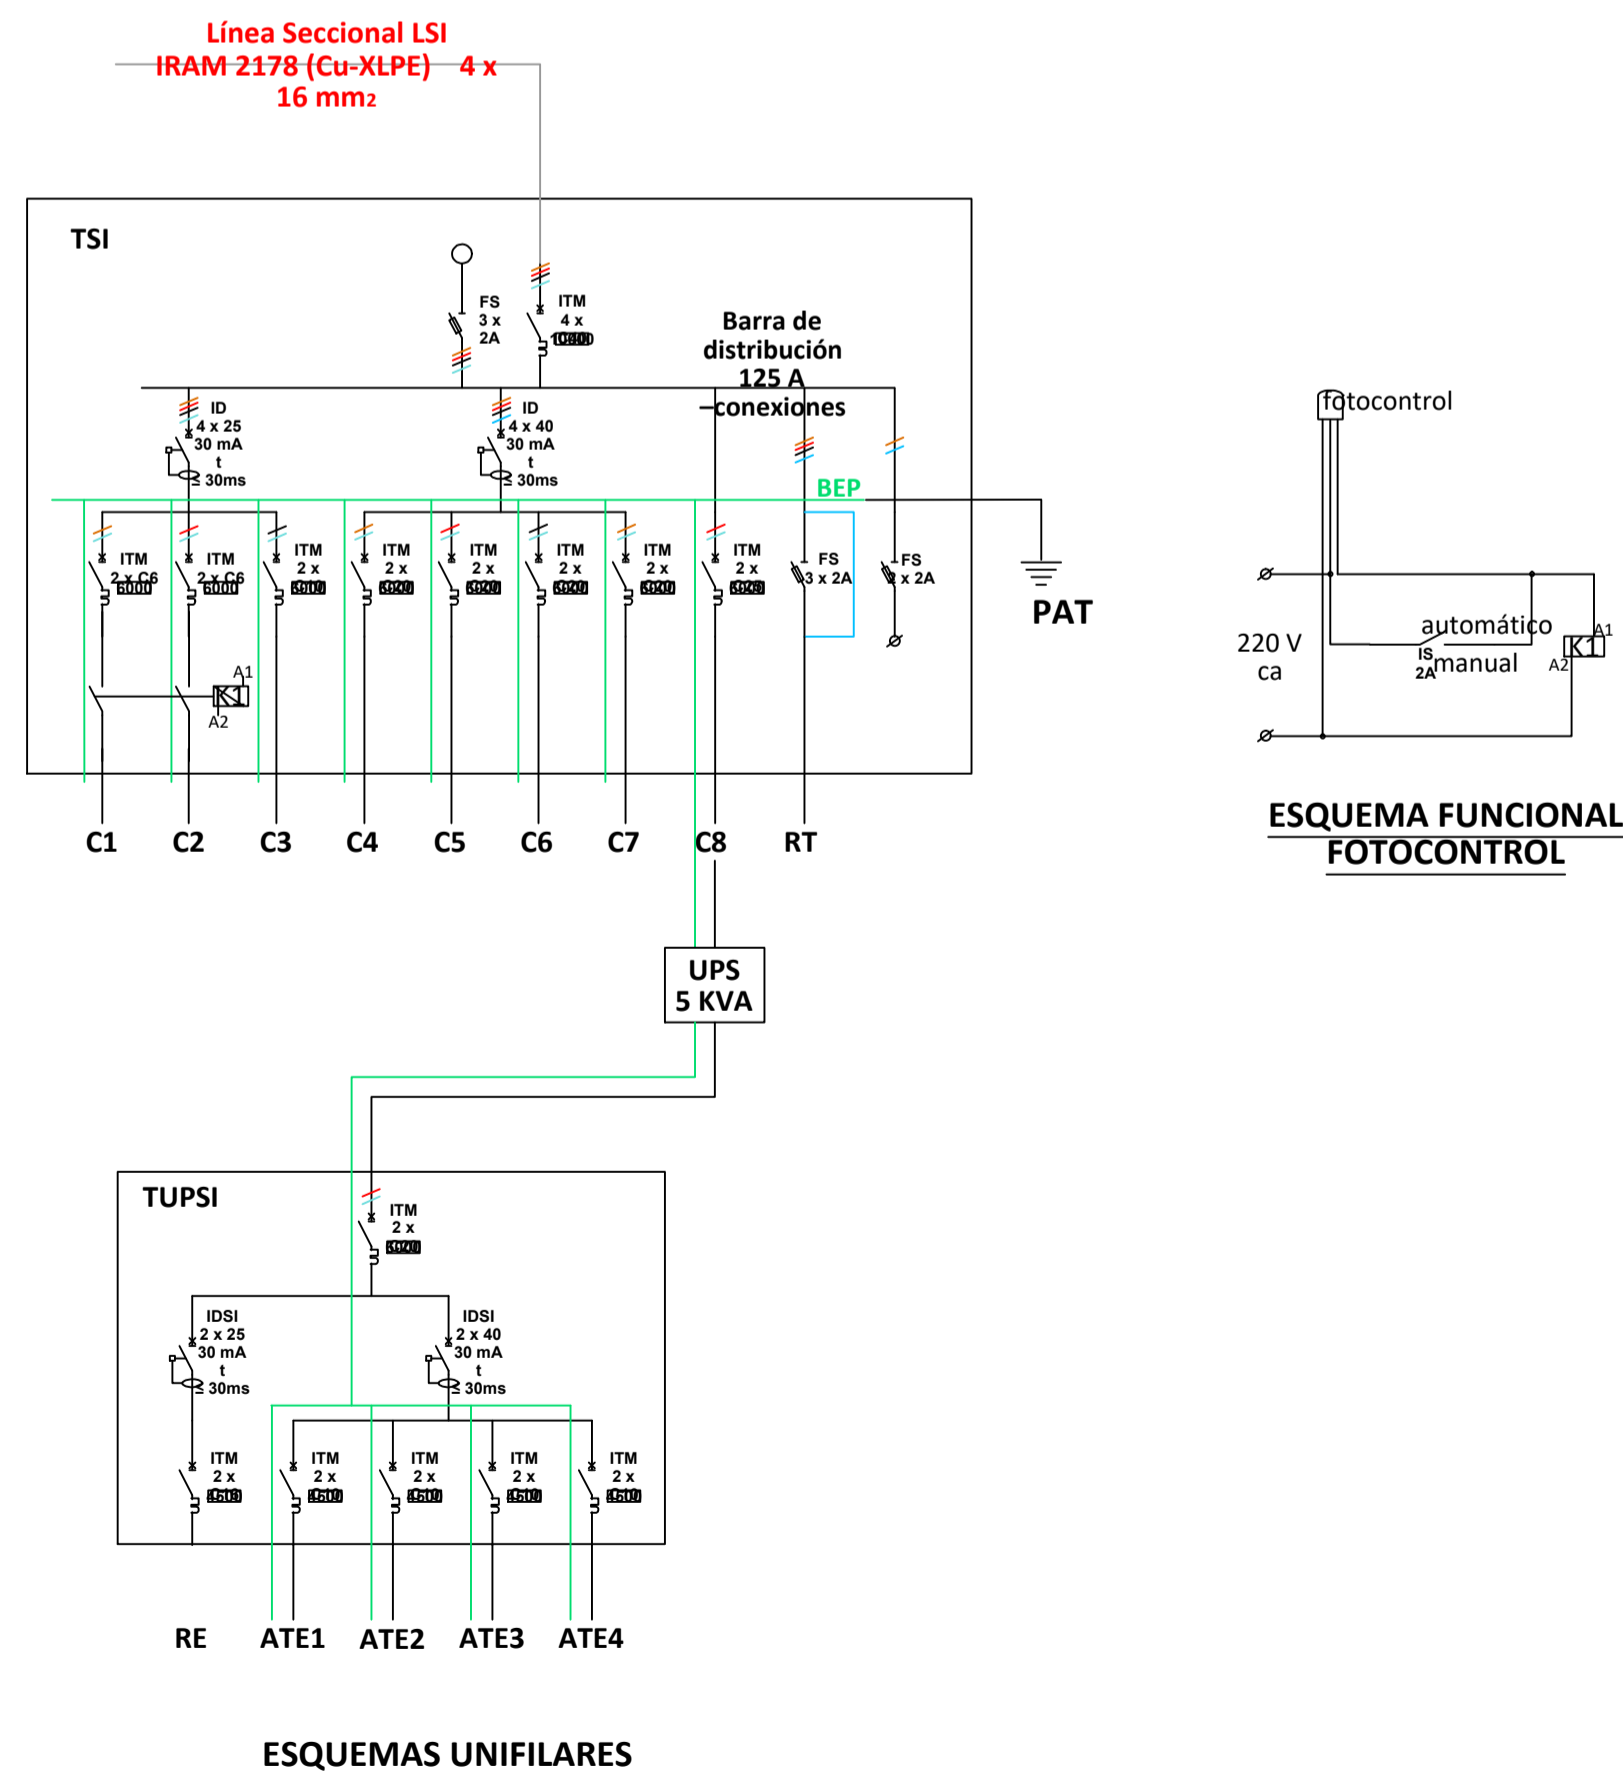 Línea Seccional LSI
IRAM 2178 (Cu-XLPE) 4 x
16 mm2
TSI
FS
3 x
2A
ITM
4 x
Barra de
distribución
125 A
–conexiones
ID
4 x 25
30 mA
t
≤ 30ms
ID
4 x 40
30 mA
t
≤ 30ms
BEP
ITM
2 x C6
6000
ITM
2 x C6
6000
ITM
2 x
ITM
2 x
ITM
2 x
ITM
2 x
ITM
2 x
ITM
2 x
FS
3 x 2A
FS
2 x 2A
PAT
A1
K1
A2
C1
C2
C3
C4
C5
C6
C7
C8
RT
UPS
5 KVA
TUPSI
ITM
2 x
IDSI
2 x 25
30 mA
t
≤ 30ms
IDSI
2 x 40
30 mA
t
≤ 30ms
ITM
2 x
ITM
2 x
ITM
2 x
ITM
2 x
ITM
2 x
RE
ATE1
ATE2
ATE3
ATE4
ESQUEMAS UNIFILARES
fotocontrol
220 V
ca
automático
IS
2A
manual
A1
K1
A2
ESQUEMA FUNCIONAL
FOTOCONTROL